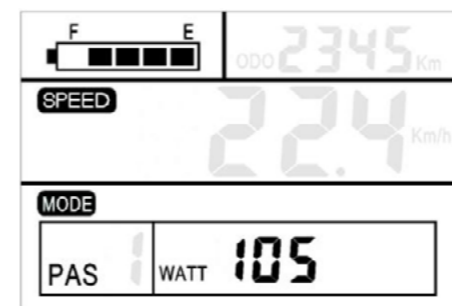 F E
ODO 2345 Km
SPEED
22.4 Km/h
MODE
PAS 1 WATT 105